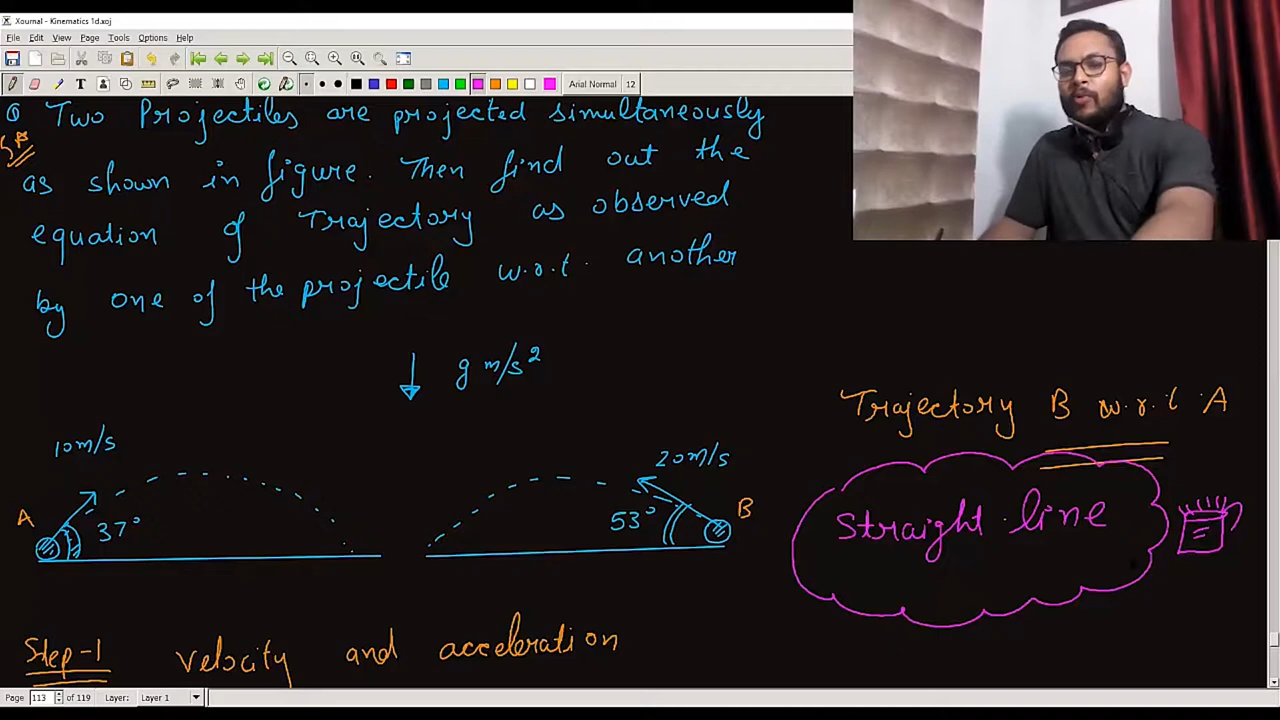 Xournal - Kinematics 1d.xoj
File Edit View Page Tools Options Help
Arial Normal 12
Q Two Projectiles are projected simultaneously
as shown in figure. Then find out the
equation of Trajectory as observed
by one of the projectile w.r.t. another
g m/s2
Trajectory B w.r.t A
10m/s
20m/s
A
37°
53°
B
Straight line
Step-1 velocity and acceleration
Page 113 of 119 Layer: Layer 1